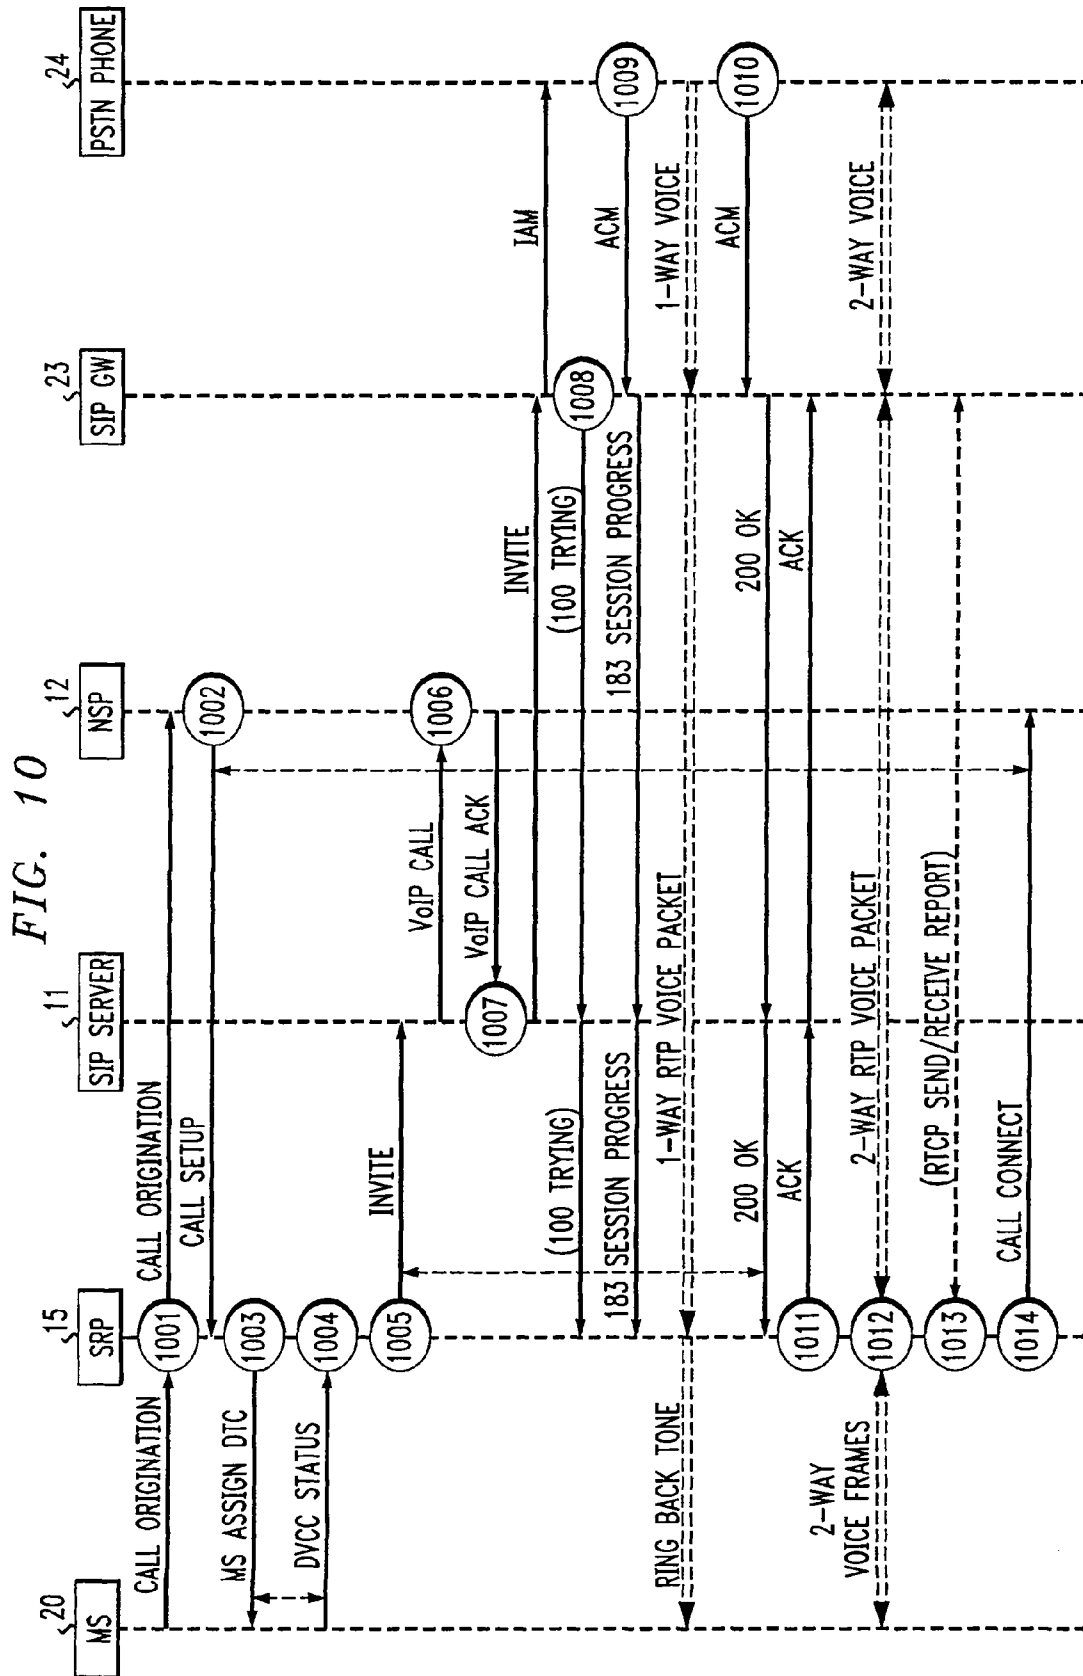 FIG. 10
20
MS
15
SRP
11
SIP SERVER
12
NSP
23
SIP GW
24
PSTN PHONE
CALL ORIGINATION
1001
CALL ORIGINATION
CALL SETUP
1002
MS ASSIGN DTC
1003
DVCC STATUS
1004
1005
INVITE
VoIP CALL
1006
VoIP CALL ACK
1007
INVITE
IAM
(100 TRYING)
(100 TRYING)
1008
183 SESSION PROGRESS
183 SESSION PROGRESS
ACM
1009
RING BACK TONE
1-WAY RTP VOICE PACKET
1-WAY VOICE
200 OK
200 OK
ACM
1010
1011
ACK
ACK
2-WAY
VOICE FRAMES
1012
2-WAY RTP VOICE PACKET
2-WAY VOICE
1013
(RTCP SEND/RECEIVE REPORT)
1014
CALL CONNECT